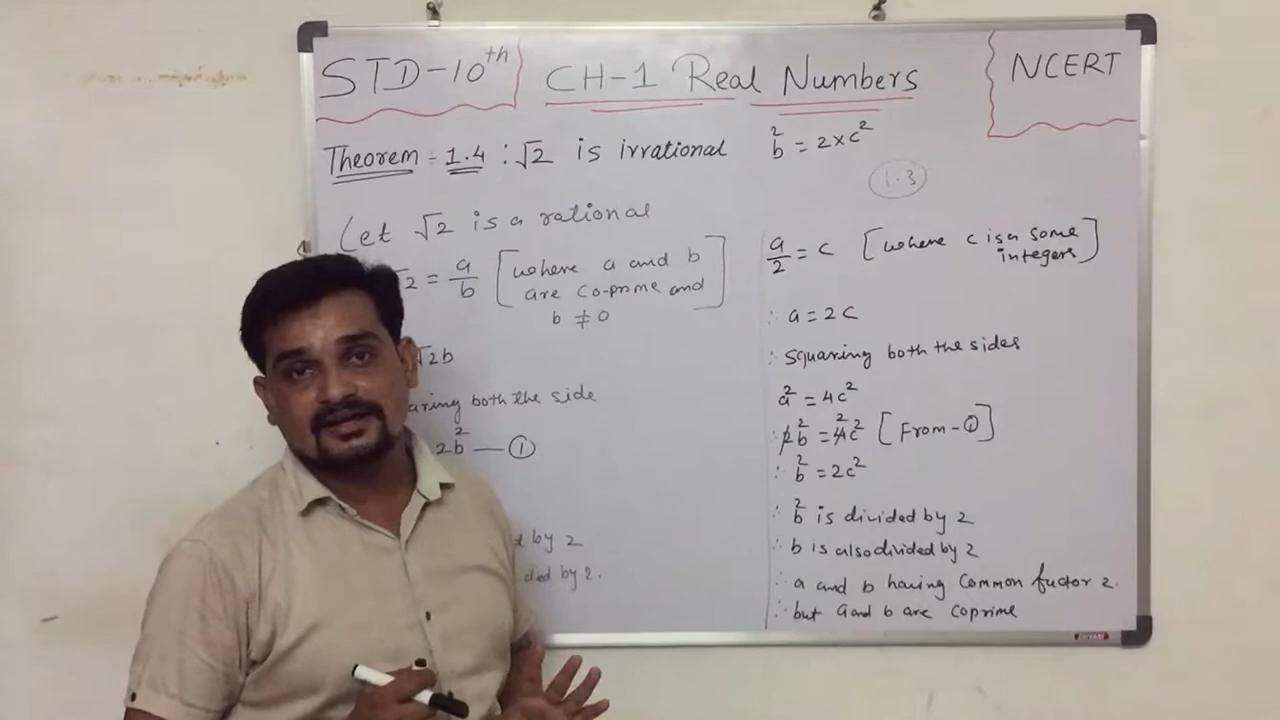 STD-10th
CH-1 Real Numbers
NCERT
Theorem : 1.4 : √2 is irrational
b² = 2×c²
1.3
Let √2 is a rational
2 = a/b [where a and b
are co-prime and
b ≠ 0]
√2b
aring both the side
2b² — ①
by 2
ded by 2.
a/2 = c [where c is a some
integers]
∴ a = 2c
∴ squaring both the sides
a² = 4c²
∴ 2b² = 4c² [From - ①]
∴ b² = 2c²
∴ b² is divided by 2
∴ b is also divided by 2
∴ a and b having Common factor 2.
∴ but a and b are coprime